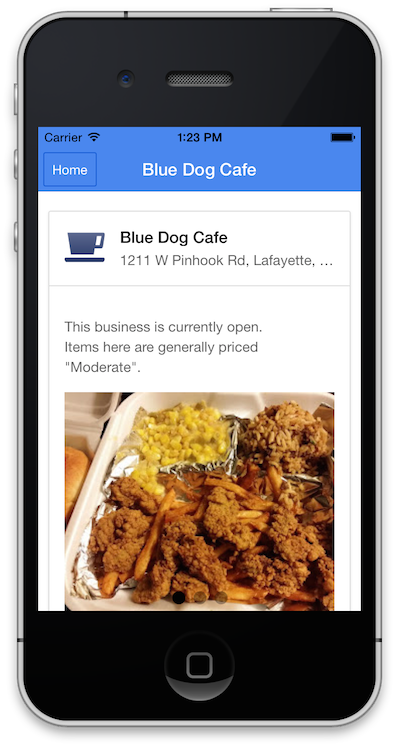 Carrier 1:23 PM
Home Blue Dog Cafe
Blue Dog Cafe
1211 W Pinhook Rd, Lafayette, ...
This business is currently open.
Items here are generally priced
"Moderate".